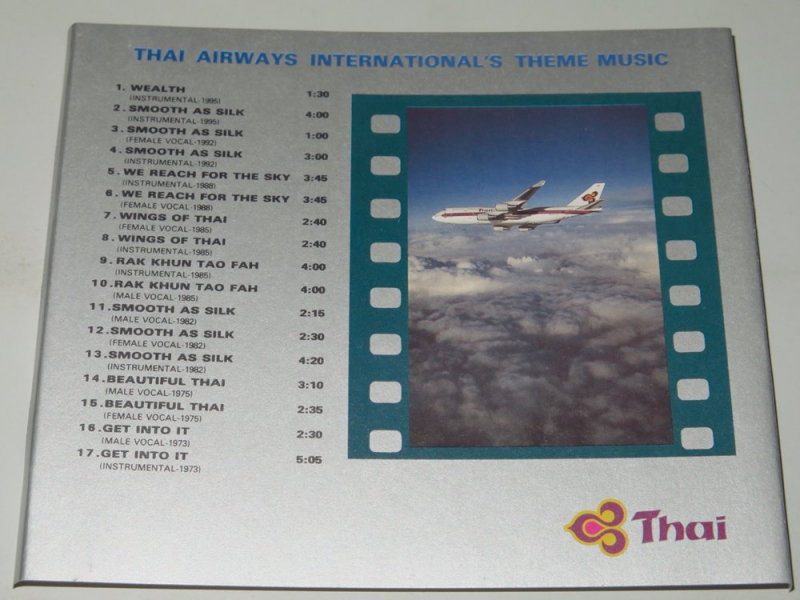 THAI AIRWAYS INTERNATIONAL'S THEME MUSIC
1. WEALTH 1:30
(INSTRUMENTAL-1995)
2. SMOOTH AS SILK 4:00
(INSTRUMENTAL-1995)
3. SMOOTH AS SILK 1:00
(FEMALE VOCAL-1992)
4. SMOOTH AS SILK 3:00
(INSTRUMENTAL-1992)
5. WE REACH FOR THE SKY 3:45
(INSTRUMENTAL-1988)
6. WE REACH FOR THE SKY 3:45
(FEMALE VOCAL-1988)
7. WINGS OF THAI 2:40
(FEMALE VOCAL-1985)
8. WINGS OF THAI 2:40
(INSTRUMENTAL-1985)
9. RAK KHUN TAO FAH 4:00
(INSTRUMENTAL-1985)
10. RAK KHUN TAO FAH 4:00
(MALE VOCAL-1985)
11. SMOOTH AS SILK 2:15
(MALE VOCAL-1982)
12. SMOOTH AS SILK 2:30
(FEMALE VOCAL-1982)
13. SMOOTH AS SILK 4:20
(INSTRUMENTAL-1982)
14. BEAUTIFUL THAI 3:10
(MALE VOCAL-1975)
15. BEAUTIFUL THAI 2:35
(FEMALE VOCAL-1975)
16. GET INTO IT 2:30
(MALE VOCAL-1973)
17. GET INTO IT 5:05
(INSTRUMENTAL-1973)
Thai